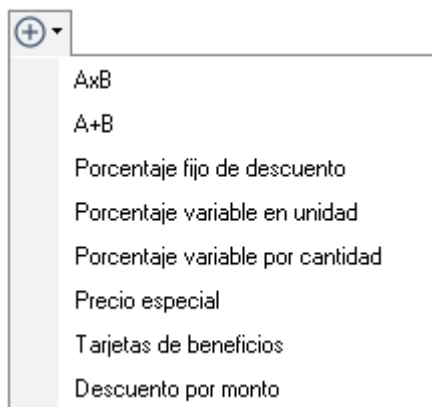 AxB
A+B
Porcentaje fijo de descuento
Porcentaje variable en unidad
Porcentaje variable por cantidad
Precio especial
Tarjetas de beneficios
Descuento por monto